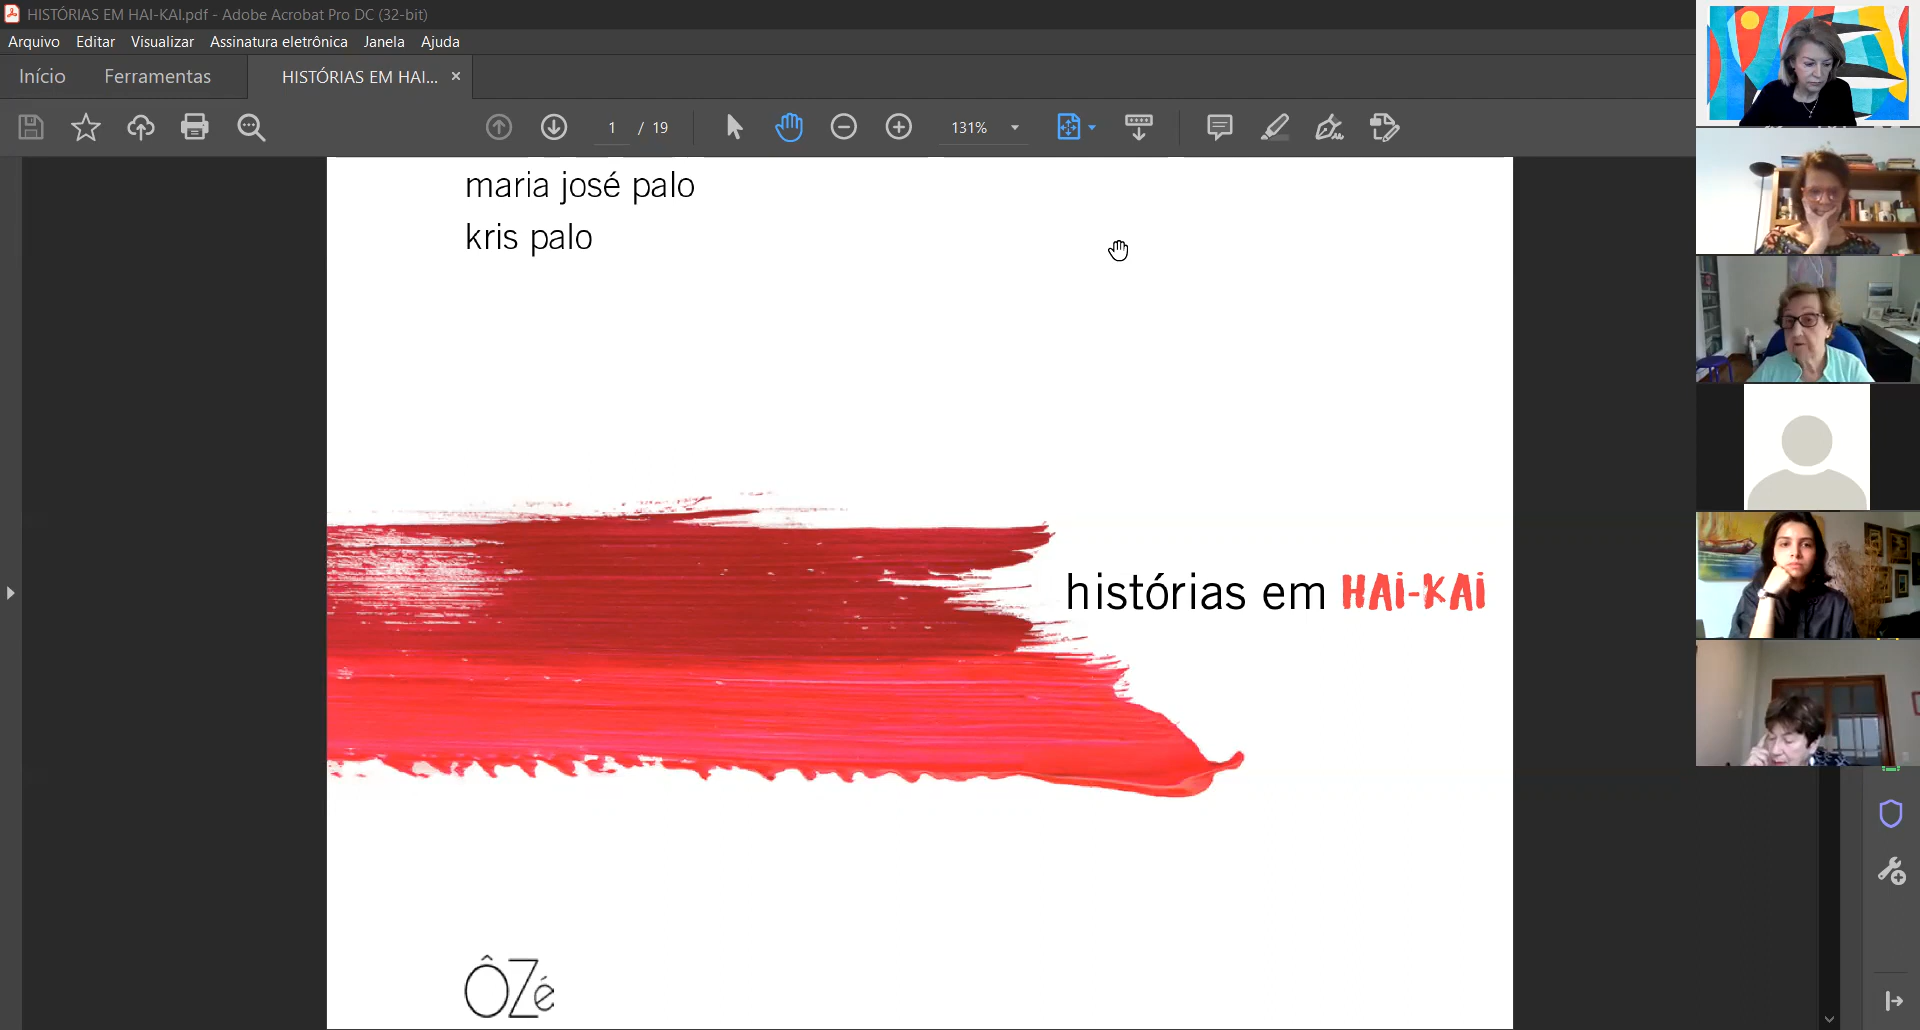 HISTÓRIAS EM HAI-KAI.pdf - Adobe Acrobat Pro DC (32-bit)
Arquivo Editar Visualizar Assinatura eletrônica Janela Ajuda
Início Ferramentas HISTÓRIAS EM HAI... ×
1 / 19 131%
maria josé palo
kris palo
histórias em HAI-KAI
ÔZé